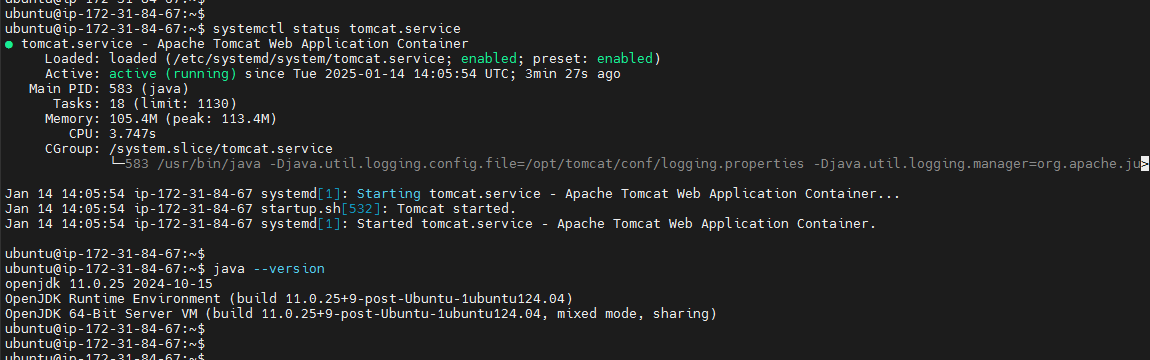 ubuntu@ip-172-31-84-67:~$
ubuntu@ip-172-31-84-67:~$
ubuntu@ip-172-31-84-67:~$ systemctl status tomcat.service
● tomcat.service - Apache Tomcat Web Application Container
     Loaded: loaded (/etc/systemd/system/tomcat.service; enabled; preset: enabled)
     Active: active (running) since Tue 2025-01-14 14:05:54 UTC; 3min 27s ago
   Main PID: 583 (java)
      Tasks: 18 (limit: 1130)
     Memory: 105.4M (peak: 113.4M)
        CPU: 3.747s
     CGroup: /system.slice/tomcat.service
             └─583 /usr/bin/java -Djava.util.logging.config.file=/opt/tomcat/conf/logging.properties -Djava.util.logging.manager=org.apache.ju>
Jan 14 14:05:54 ip-172-31-84-67 systemd[1]: Starting tomcat.service - Apache Tomcat Web Application Container...
Jan 14 14:05:54 ip-172-31-84-67 startup.sh[532]: Tomcat started.
Jan 14 14:05:54 ip-172-31-84-67 systemd[1]: Started tomcat.service - Apache Tomcat Web Application Container.
ubuntu@ip-172-31-84-67:~$
ubuntu@ip-172-31-84-67:~$ java --version
openjdk 11.0.25 2024-10-15
OpenJDK Runtime Environment (build 11.0.25+9-post-Ubuntu-1ubuntu124.04)
OpenJDK 64-Bit Server VM (build 11.0.25+9-post-Ubuntu-1ubuntu124.04, mixed mode, sharing)
ubuntu@ip-172-31-84-67:~$
ubuntu@ip-172-31-84-67:~$
ubuntu@ip-172-31-84-67:~$